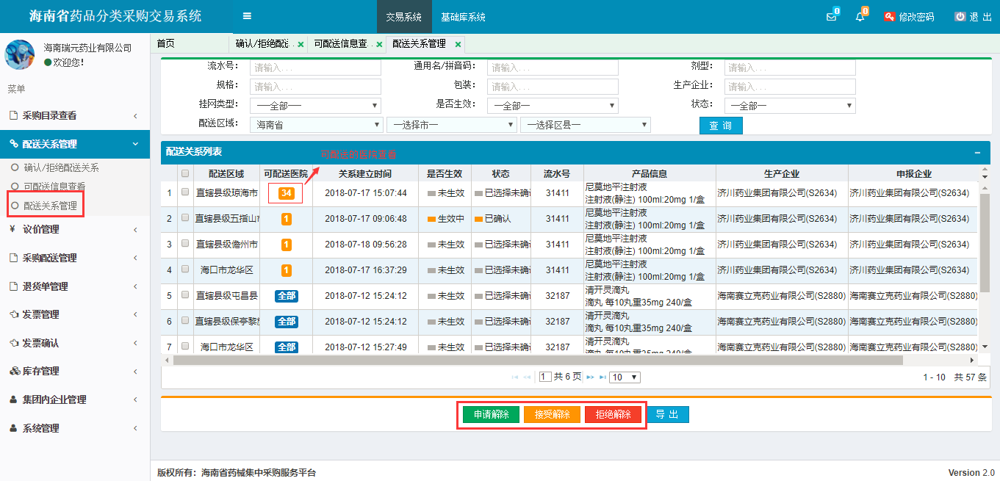 海南省药品分类采购交易系统
交易系统
基础库系统
0
0
修改密码
退 出
海南瑞元药业有限公司
欢迎您!
菜单
采购目录查看
配送关系管理
确认/拒绝配送关系
可配送信息查看
配送关系管理
议价管理
采购配送管理
退货单管理
发票管理
发票确认
库存管理
集团内企业管理
系统管理
首页
确认/拒绝配送. .
可配送信息查. .
配送关系管理
流水号： 请输入. . . 通用名/拼音码： 请输入. . . 剂型： 请输入. . .
规格： 请输入. . . 包装： 请输入. . . 生产企业： 请输入. . .
挂网类型： ──全部── 是否生效： ─全部─ 状态： ─全部─
配送区域： 海南省 ─选择市─ ─选择区县─ 查 询
配送关系列表
配送区域 可配送医院 关系建立时间 是否生效 状态 流水号 产品信息 生产企业 申报企业
1 直辖县级琼海市 34 2018-07-17 15:07:44 未生效 已选择未确认 31411 尼莫地平注射液 济川药业集团有限公司(S2634) 济川药业集团有限公司(S2634)
注射液(静注) 100ml:20mg 1/盒
2 直辖县级五指山市 1 2018-07-17 09:06:48 生效中 已确认 31411 尼莫地平注射液 济川药业集团有限公司(S2634) 济川药业集团有限公司(S2634)
注射液(静注) 100ml:20mg 1/盒
3 直辖县级儋州市 1 2018-07-18 09:56:28 未生效 已选择未确认 31411 尼莫地平注射液 济川药业集团有限公司(S2634) 济川药业集团有限公司(S2634)
注射液(静注) 100ml:20mg 1/盒
4 海口市龙华区 1 2018-07-17 16:37:29 未生效 已选择未确认 31411 尼莫地平注射液 济川药业集团有限公司(S2634) 济川药业集团有限公司(S2634)
注射液(静注) 100ml:20mg 1/盒
5 直辖县级屯昌县 全部 2018-07-12 15:24:12 未生效 已选择未确认 32187 清开灵滴丸 海南赛立克药业有限公司(S2880) 海南赛立克药业有限公司(S2880)
滴丸 每10丸重35mg 240/盒
6 直辖县级保亭黎族 全部 2018-07-12 15:24:12 未生效 已选择未确认 32187 清开灵滴丸 海南赛立克药业有限公司(S2880) 海南赛立克药业有限公司(S2880)
滴丸 每10丸重35mg 240/盒
7 海口市龙华区 全部 2018-07-12 15:27:49 未生效 已选择未确认 32187 清开灵滴丸 海南赛立克药业有限公司(S2880) 海南赛立克药业有限公司(S2880)
滴丸 每10丸重35mg 240/盒
1 共 6 页 10
1 - 10 共 57 条
申请解除 接受解除 拒绝解除 导 出
版权所有：海南省药械集中采购服务平台
Version 2.0